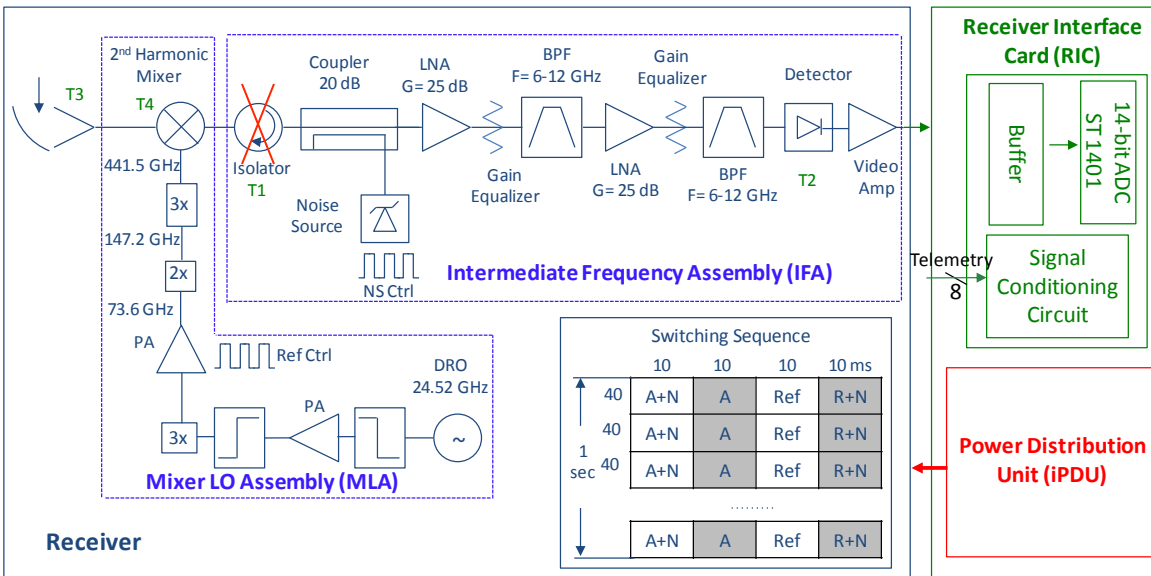 2nd Harmonic
Mixer
T3
T4
441.5 GHz
3x
147.2 GHz
2x
73.6 GHz
PA
Ref Ctrl
DRO
24.52 GHz
PA
3x
~
Mixer LO Assembly (MLA)
Receiver
Isolator
T1
Coupler
20 dB
LNA
G= 25 dB
BPF
F= 6-12 GHz
Gain
Equalizer
Detector
Gain
Equalizer
LNA
G= 25 dB
BPF
F= 6-12 GHz
T2
Video
Amp
Noise
Source
NS Ctrl
Intermediate Frequency Assembly (IFA)
Switching Sequence
10 10 10 10 ms
40 A+N A Ref R+N
40 A+N A Ref R+N
1
sec 40 A+N A Ref R+N
.........
A+N A Ref R+N
Receiver Interface
Card (RIC)
Buffer
14-bit ADC
ST 1401
Telemetry
8
Signal
Conditioning
Circuit
Power Distribution
Unit (iPDU)